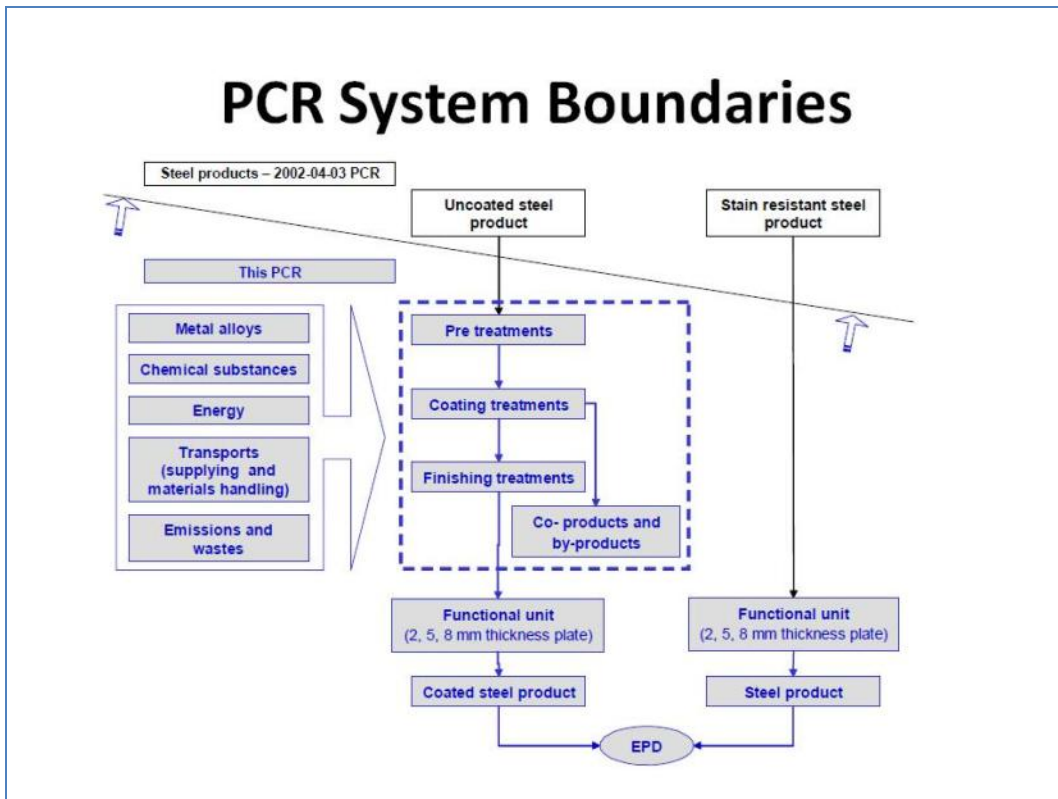 PCR System Boundaries
Steel products – 2002-04-03 PCR
Uncoated steel
product
Stain resistant steel
product
This PCR
Metal alloys
Chemical substances
Energy
Transports
(supplying and
materials handling)
Emissions and
wastes
Pre treatments
Coating treatments
Finishing treatments
Co- products and
by-products
Functional unit
(2, 5, 8 mm thickness plate)
Functional unit
(2, 5, 8 mm thickness plate)
Coated steel product
Steel product
EPD